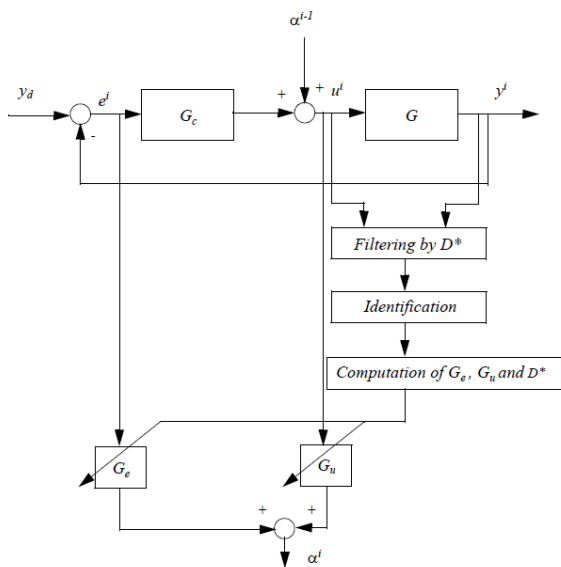 α^{i-1}
y_d
e^i
+
+
u^i
y^i
G_c
G
-
Filtering by D*
Identification
Computation of G_e, G_u and D*
G_e
G_u
+
+
α^i